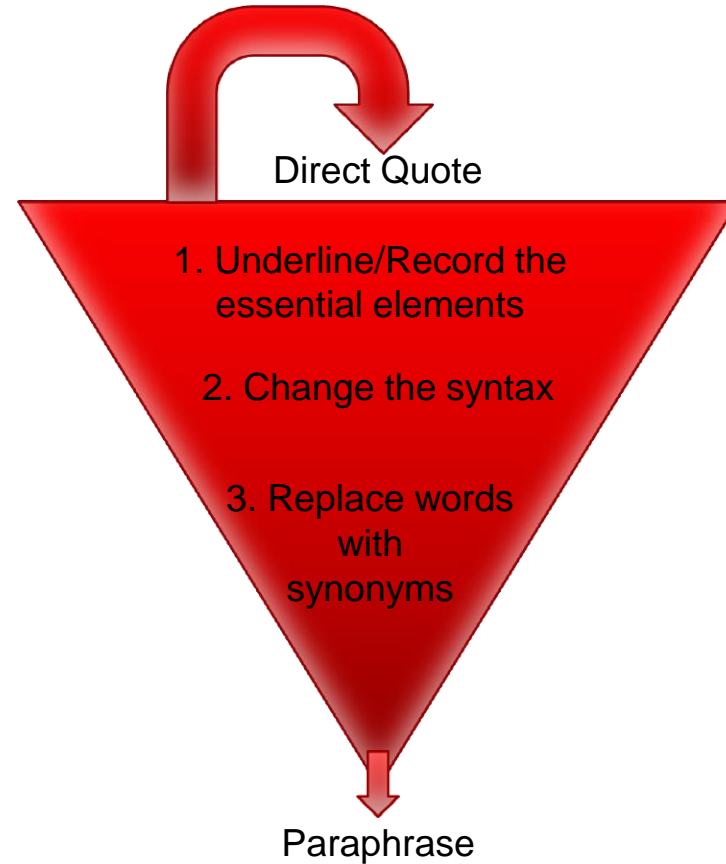 Direct Quote
1. Underline/Record the
essential elements
2. Change the syntax
3. Replace words
with
synonyms
Paraphrase